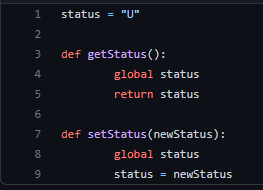 1 status = "U"
2
3 def getStatus():
4         global status
5         return status
6
7 def setStatus(newStatus):
8         global status
9         status = newStatus